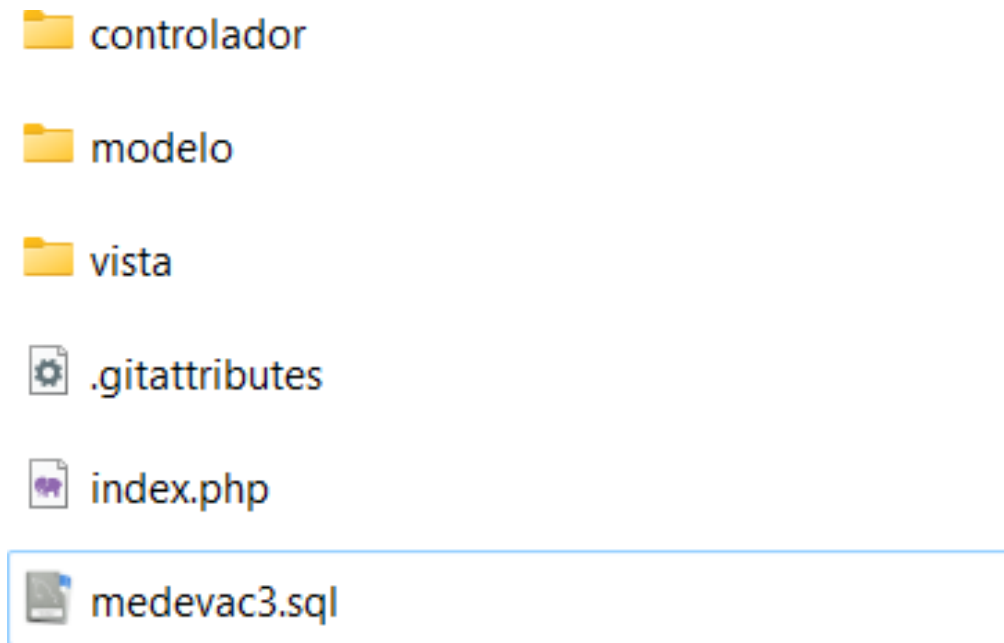 controlador
modelo
vista
.gitattributes
index.php
medevac3.sql